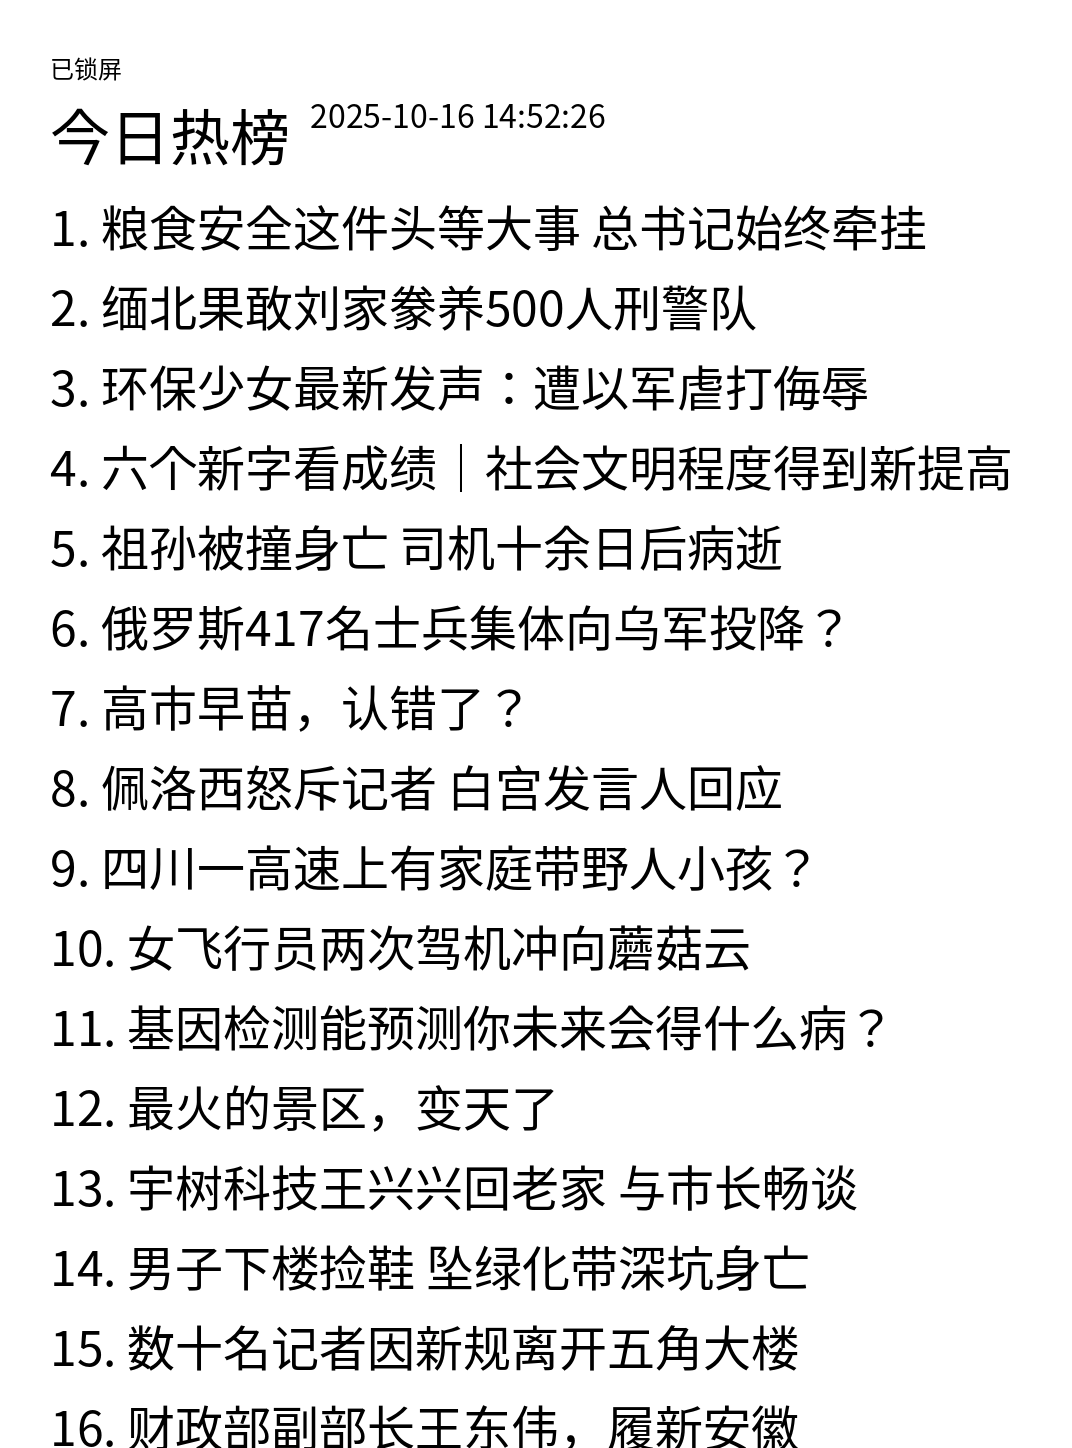 已锁屏
今日热榜 2025-10-16 14:52:26
1. 粮食安全这件头等大事 总书记始终牵挂
2. 缅北果敢刘家豢养500人刑警队
3. 环保少女最新发声：遭以军虐打侮辱
4. 六个新字看成绩｜社会文明程度得到新提高
5. 祖孙被撞身亡 司机十余日后病逝
6. 俄罗斯417名士兵集体向乌军投降？
7. 高市早苗，认错了？
8. 佩洛西怒斥记者 白宫发言人回应
9. 四川一高速上有家庭带野人小孩？
10. 女飞行员两次驾机冲向蘑菇云
11. 基因检测能预测你未来会得什么病？
12. 最火的景区，变天了
13. 宇树科技王兴兴回老家 与市长畅谈
14. 男子下楼捡鞋 坠绿化带深坑身亡
15. 数十名记者因新规离开五角大楼
16. 财政部副部长王东伟，履新安徽